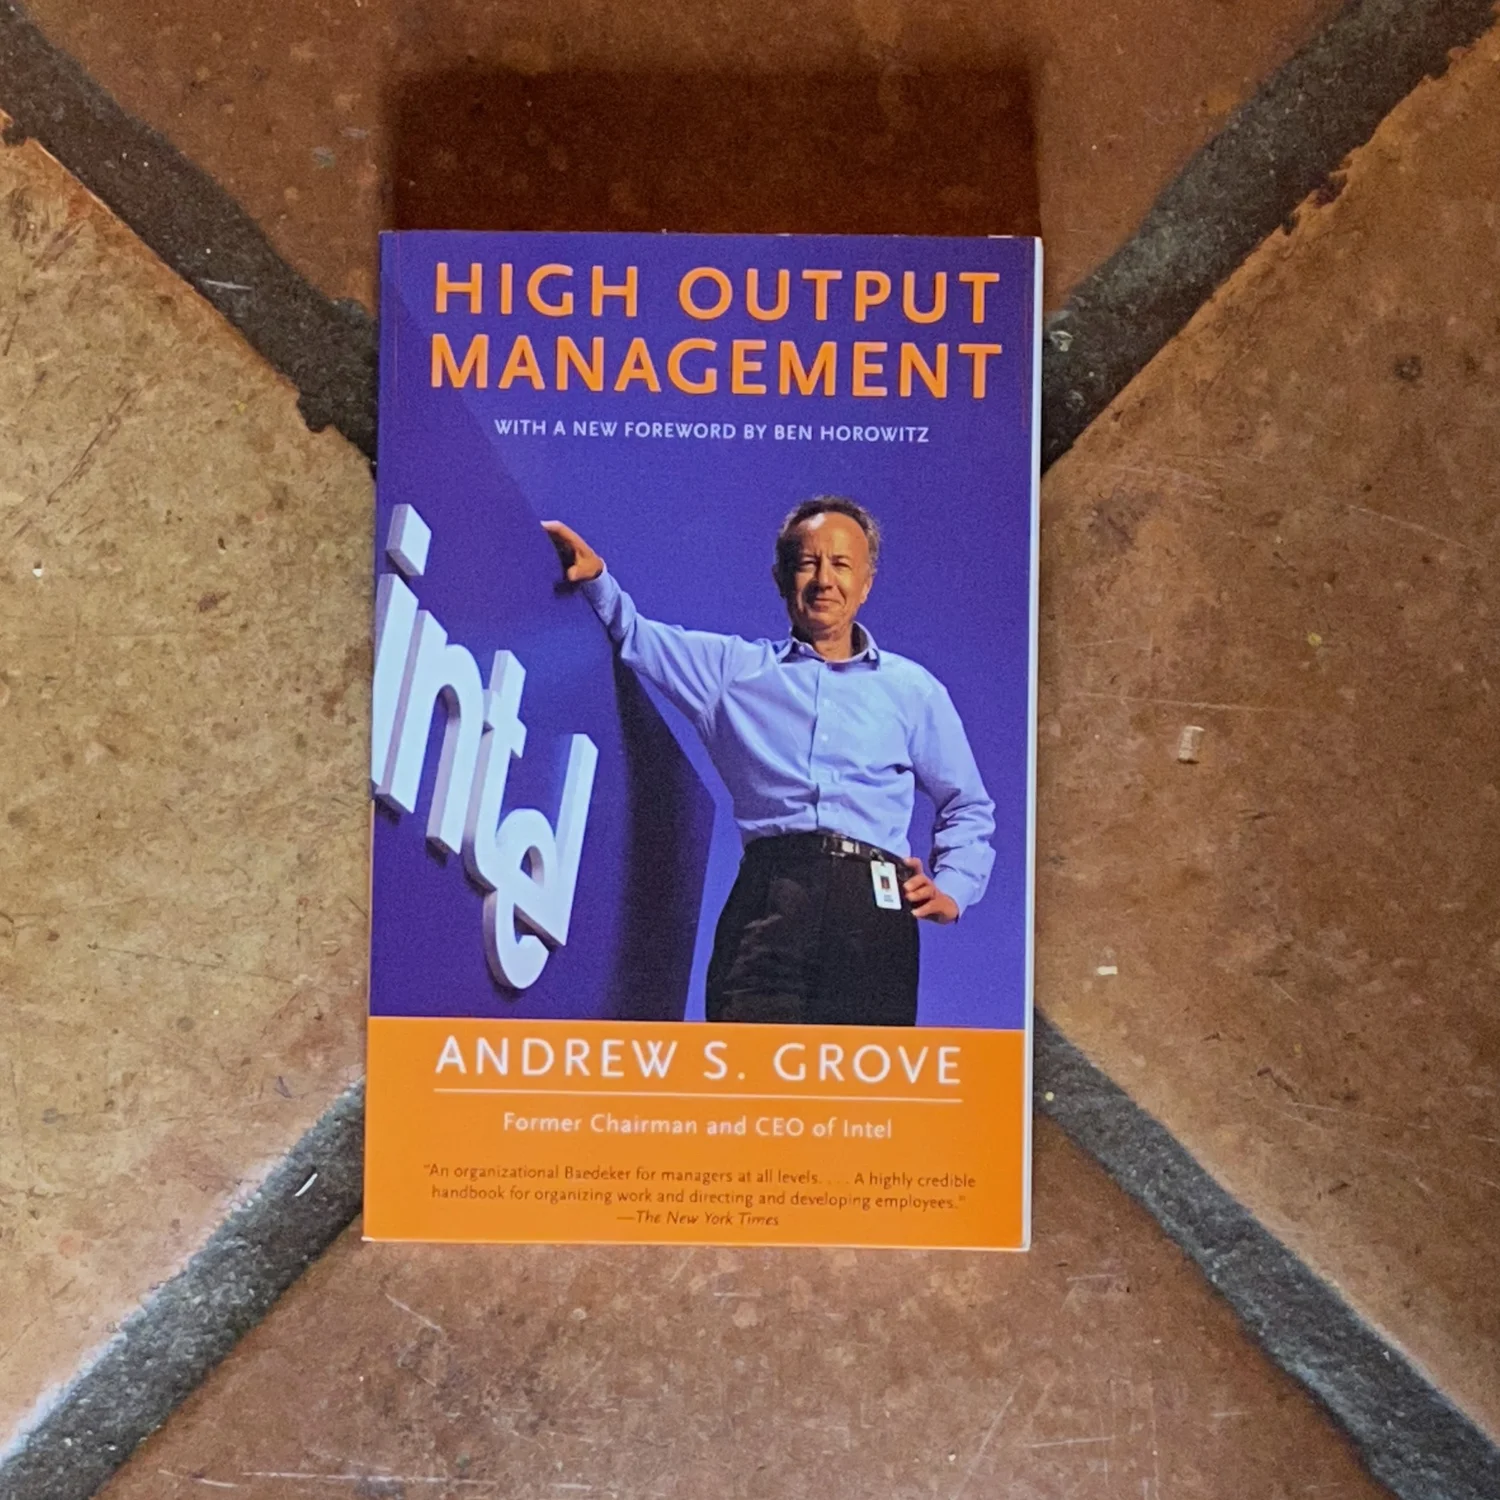 HIGH OUTPUT
MANAGEMENT
WITH A NEW FOREWORD BY BEN HOROWITZ
intel
ANDREW S. GROVE
Former Chairman and CEO of Intel
"An organizational Baedeker for managers at all levels. . . . A highly credible
handbook for organizing work and directing and developing employees."
—The New York Times